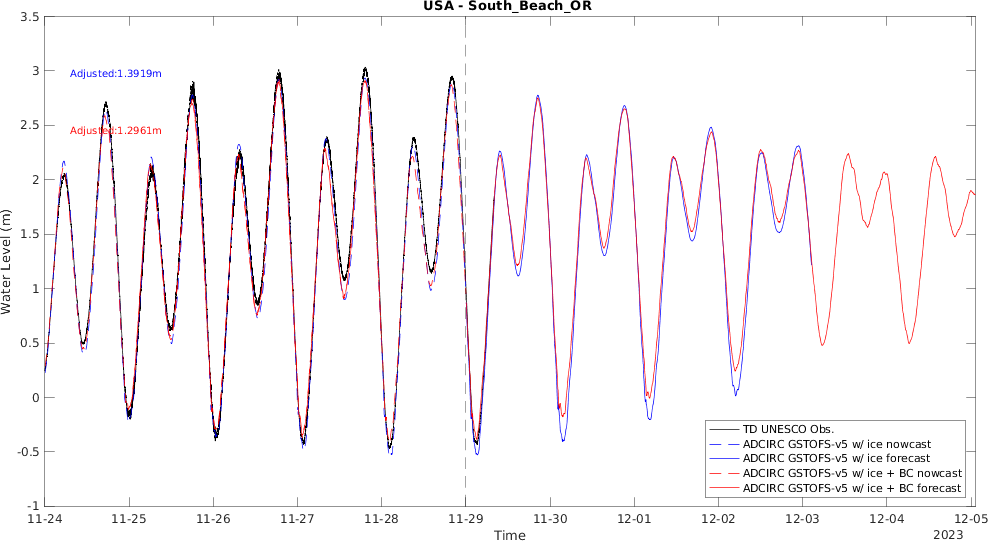 USA - South_Beach_OR
3.5
3
2.5
2
1.5
1
0.5
0
-0.5
-1
Water Level (m)
Adjusted:1.3919m
Adjusted:1.2961m
TD UNESCO Obs.
ADCIRC GSTOFS-v5 w/ ice nowcast
ADCIRC GSTOFS-v5 w/ ice forecast
ADCIRC GSTOFS-v5 w/ ice + BC nowcast
ADCIRC GSTOFS-v5 w/ ice + BC forecast
11-24 11-25 11-26 11-27 11-28 11-29 11-30 12-01 12-02 12-03 12-04 12-05
Time
2023